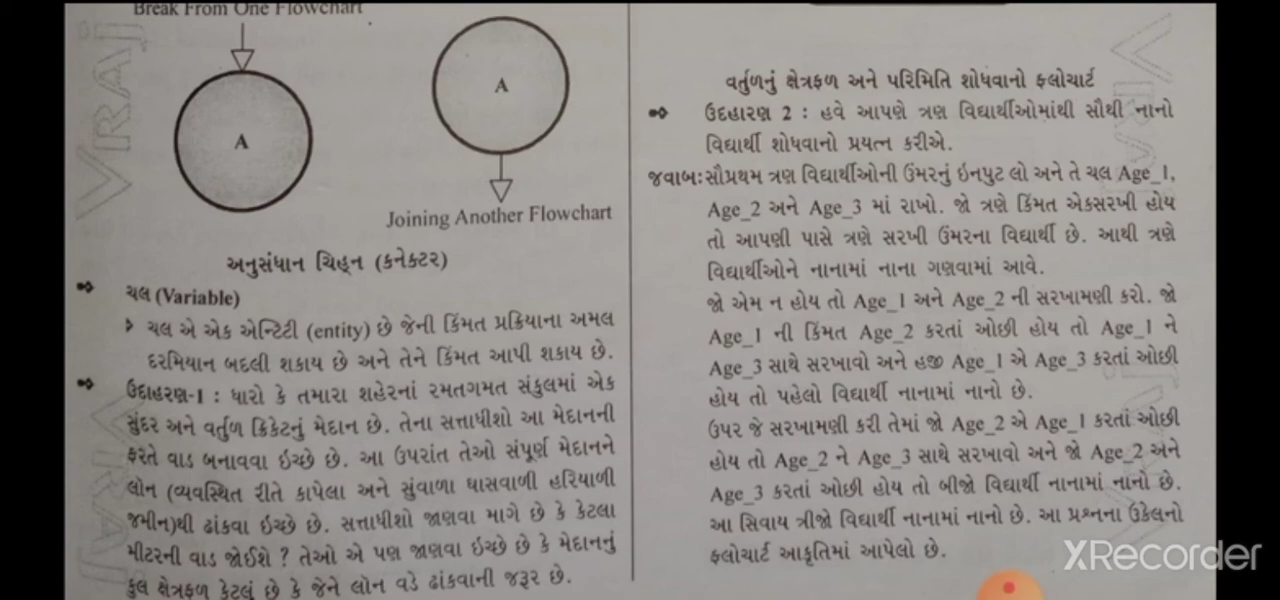 Break From One Flowchart
A
A
Joining Another Flowchart
અનુસંધાન ચિહ્ન (કનેક્ટર)
ચલ (Variable)
ચલ એ એક એન્ટિટી (entity) છે જેની કિંમત પ્રક્રિયાના અમલ
દરમિયાન બદલી શકાય છે અને તેને કિંમત આપી શકાય છે.
ઉદાહરણ-1 : ધારો કે તમારા શહેરનાં રમતગમત સંકુલમાં એક
સુંદર અને વર્તુળ ક્રિકેટનું મેદાન છે. તેના સત્તાધીશો આ મેદાનની
ફરતે વાડ બનાવવા ઇચ્છે છે. આ ઉપરાંત તેઓ સંપૂર્ણ મેદાનને
લોન (વ્યવસ્થિત રીતે કાપેલા અને સુંવાળા ઘાસવાળી હરિયાળી
જમીન)થી ઢાંકવા ઇચ્છે છે. સત્તાધીશો જાણવા માગે છે કે કેટલા
મીટરની વાડ જોઈશે ? તેઓ એ પણ જાણવા ઇચ્છે છે કે મેદાનનું
કુલ ક્ષેત્રફળ કેટલું છે કે જેને લોન વડે ઢાંકવાની જરૂર છે.
વર્તુળનું ક્ષેત્રફળ અને પરિમિતિ શોધવાનો ફ્લોચાર્ટ
ઉદહારણ 2 : હવે આપણે ત્રણ વિદ્યાર્થીઓમાંથી સૌથી નાનો
વિદ્યાર્થી શોધવાનો પ્રયત્ન કરીએ.
જવાબ: સૌપ્રથમ ત્રણ વિદ્યાર્થીઓની ઉંમરનું ઇનપુટ લો અને તે ચલ Age_1,
Age_2 અને Age_3 માં રાખો. જો ત્રણે કિંમત એકસરખી હોય
તો આપણી પાસે ત્રણે સરખી ઉંમરના વિદ્યાર્થી છે. આથી ત્રણે
વિદ્યાર્થીઓને નાનામાં નાના ગણવામાં આવે.
જો એમ ન હોય તો Age_1 અને Age_2 ની સરખામણી કરો. જો
Age_1 ની કિંમત Age_2 કરતાં ઓછી હોય તો Age_1 ને
Age_3 સાથે સરખાવો અને હજી Age_1 એ Age_3 કરતાં ઓછી
હોય તો પહેલો વિદ્યાર્થી નાનામાં નાનો છે.
ઉપર જે સરખામણી કરી તેમાં જો Age_2 એ Age_1 કરતાં ઓછી
હોય તો Age_2 ને Age_3 સાથે સરખાવો અને જો Age_2 અને
Age_3 કરતાં ઓછી હોય તો બીજો વિદ્યાર્થી નાનામાં નાનો છે.
આ સિવાય ત્રીજો વિદ્યાર્થી નાનામાં નાનો છે. આ પ્રશ્નના ઉકેલનો
ફ્લોચાર્ટ આકૃતિમાં આપેલો છે.
XRecorder